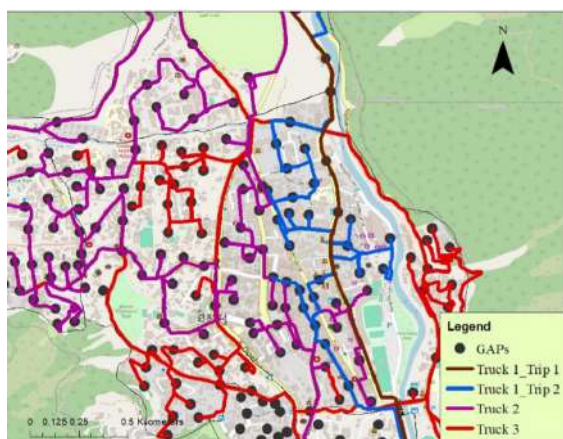 N
Legend
GAPs
Truck 1_Trip 1
Truck 1_Trip 2
Truck 2
Truck 3
0 0.125 0.25 0.5 Kilometers